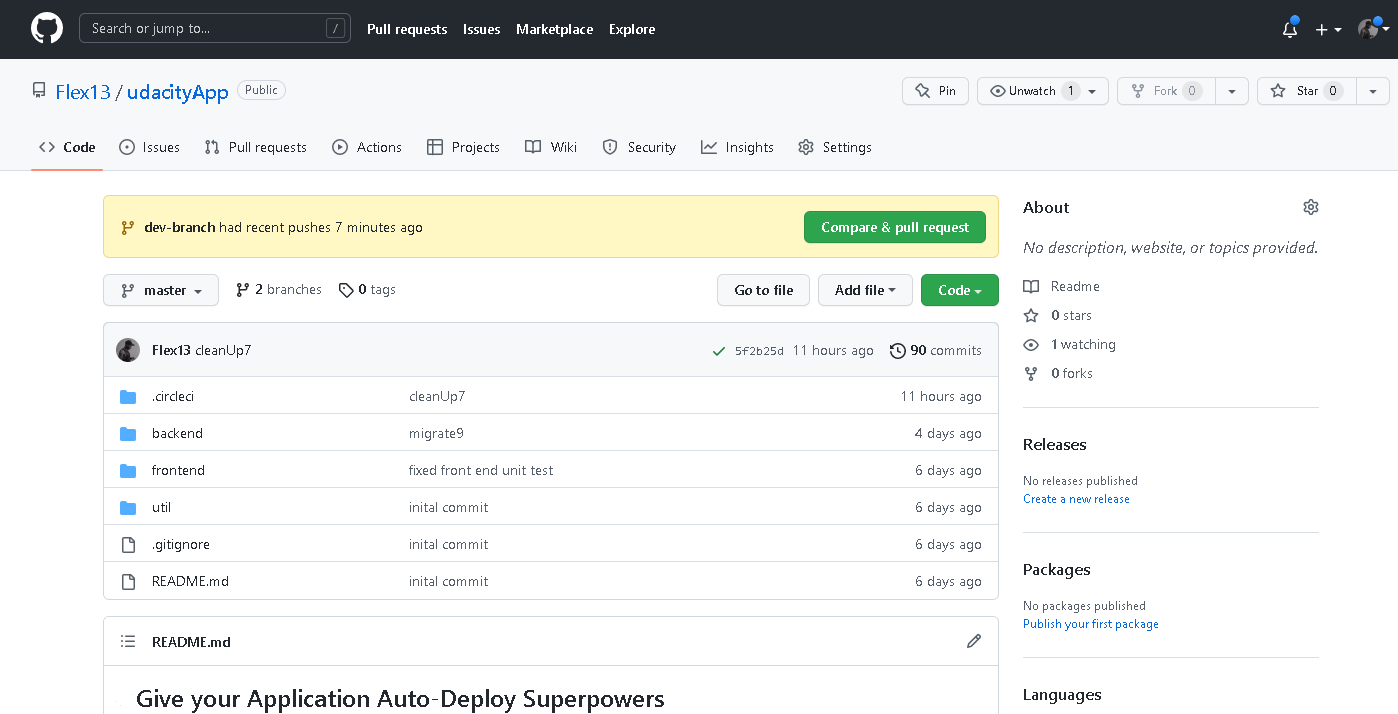 Search or jump to... /
Pull requests Issues Marketplace Explore
Flex13 / udacityApp Public
Pin Unwatch 1 Fork 0 Star 0
Code Issues Pull requests Actions Projects Wiki Security Insights Settings
dev-branch had recent pushes 7 minutes ago Compare & pull request
master 2 branches 0 tags Go to file Add file Code
Flex13 cleanUp7 5f2b25d 11 hours ago 90 commits
.circleci cleanUp7 11 hours ago
backend migrate9 4 days ago
frontend fixed front end unit test 6 days ago
util inital commit 6 days ago
.gitignore inital commit 6 days ago
README.md inital commit 6 days ago
README.md
Give your Application Auto-Deploy Superpowers
About
No description, website, or topics provided.
Readme
0 stars
1 watching
0 forks
Releases
No releases published
Create a new release
Packages
No packages published
Publish your first package
Languages